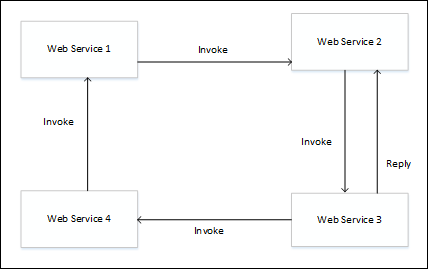 Web Service 1
Invoke
Web Service 2
Invoke
Invoke
Reply
Web Service 4
Invoke
Web Service 3